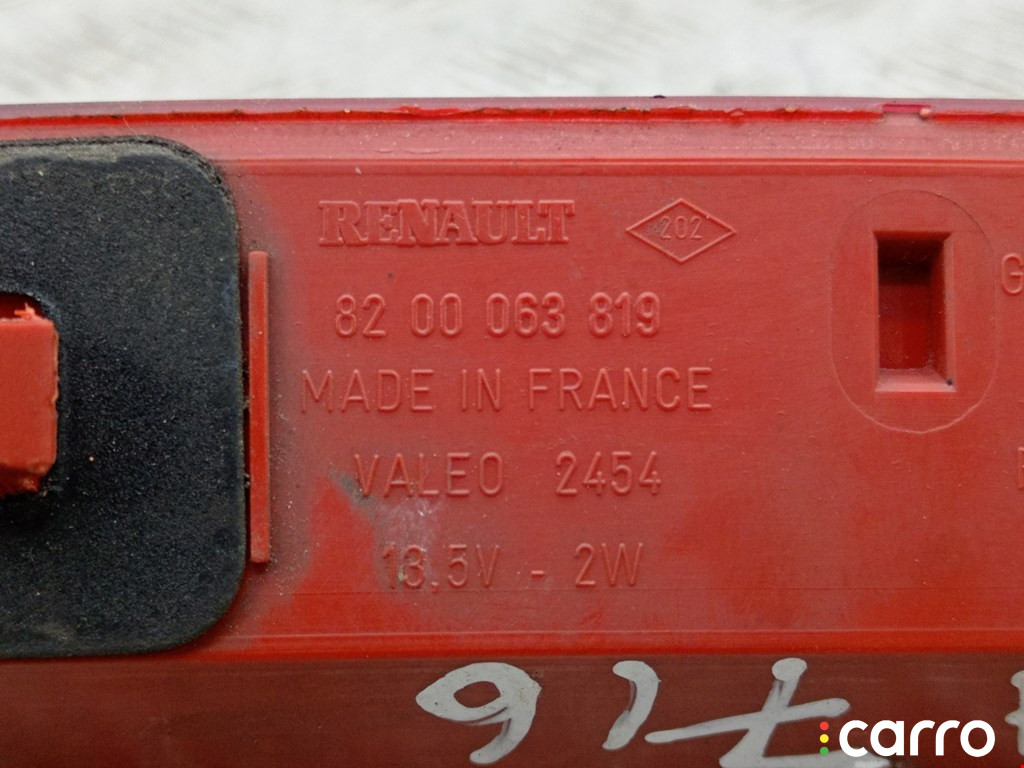 RENAULT 202
82 00 063 819
MADE IN FRANCE
VALEO 2454
13,5V - 2W
carro